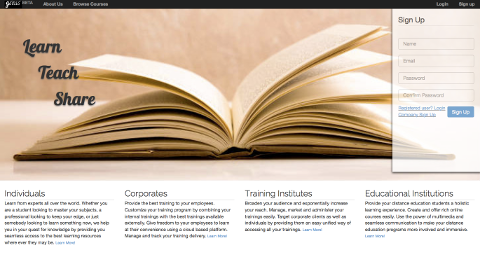 BETA
About Us
Browse Courses
Login
Sign up
Learn
Teach
Share
Sign Up
Name
Email
Password
Confirm Password
Registered user? Login
Company Sign Up
Sign Up
Individuals
Learn from experts all over the world. Whether you
are a student looking to master your subjects, a
professional looking to keep your edge, or just
somebody looking to learn something new, we help
you in your quest for knowledge by providing you
seamless access to the best learning resources
where ever they may be. Learn More!
Corporates
Provide the best training to your employees.
Customize your training program by combining your
internal trainings with the best trainings available
externally. Give freedom to your employees to learn
at their convenience using a cloud based platform.
Manage and track your training delivery. Learn More!
Training Institutes
Broaden your audience and exponentially increase
your reach. Manage, market and administer your
trainings easily. Target corporate clients as well as
individuals by providing them an easy unified way of
accessing all your trainings. Learn More!
Educational Institutions
Provide your distance education students a holistic
learning experience. Create and offer rich online
courses easily. Use the power of multimedia and
seamless communication to make your distance
education programs more involved and immersive.
Learn More!